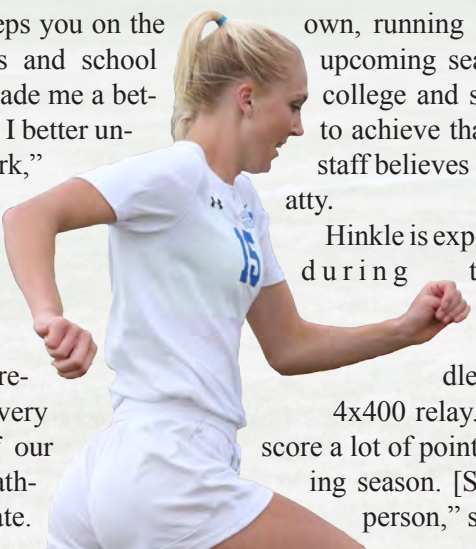 eps you on the
s and school
ade me a bet-
I better un-
rk,”
re-
very
f our
ath-
ate.
15
own, running
upcoming sea
college and s
to achieve tha
staff believes
atty.
Hinkle is exp
during t
dle
4x400 relay.
score a lot of point
ing season. [S
person,” s